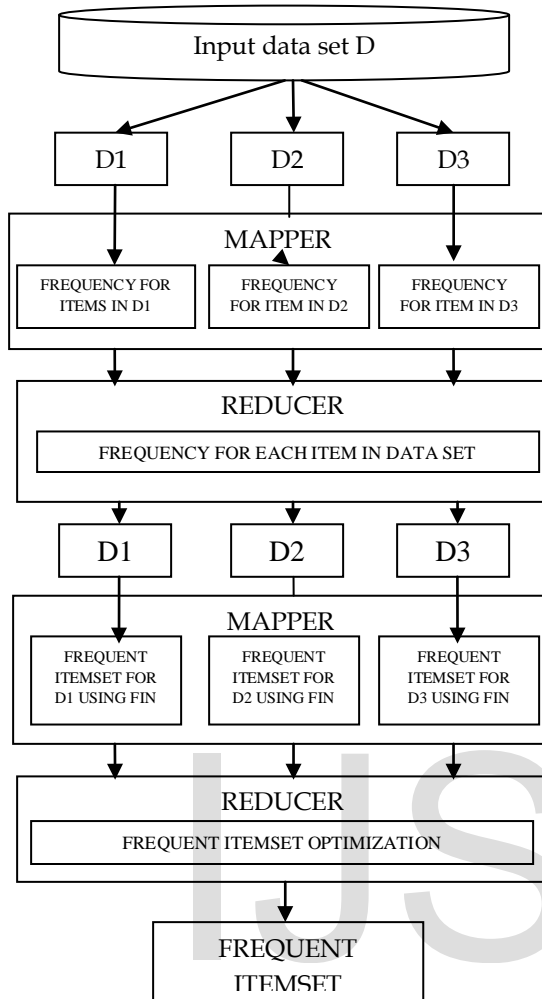 Input data set D
D1 D2 D3
MAPPER
FREQUENCY FOR
ITEMS IN D1
FREQUENCY
FOR ITEM IN D2
FREQUENCY
FOR ITEM IN D3
REDUCER
FREQUENCY FOR EACH ITEM IN DATA SET
D1 D2 D3
MAPPER
FREQUENT
ITEMSET FOR
D1 USING FIN
FREQUENT
ITEMSET FOR
D2 USING FIN
FREQUENT
ITEMSET FOR
D3 USING FIN
REDUCER
FREQUENT ITEMSET OPTIMIZATION
FREQUENT
ITEMSET
IJS